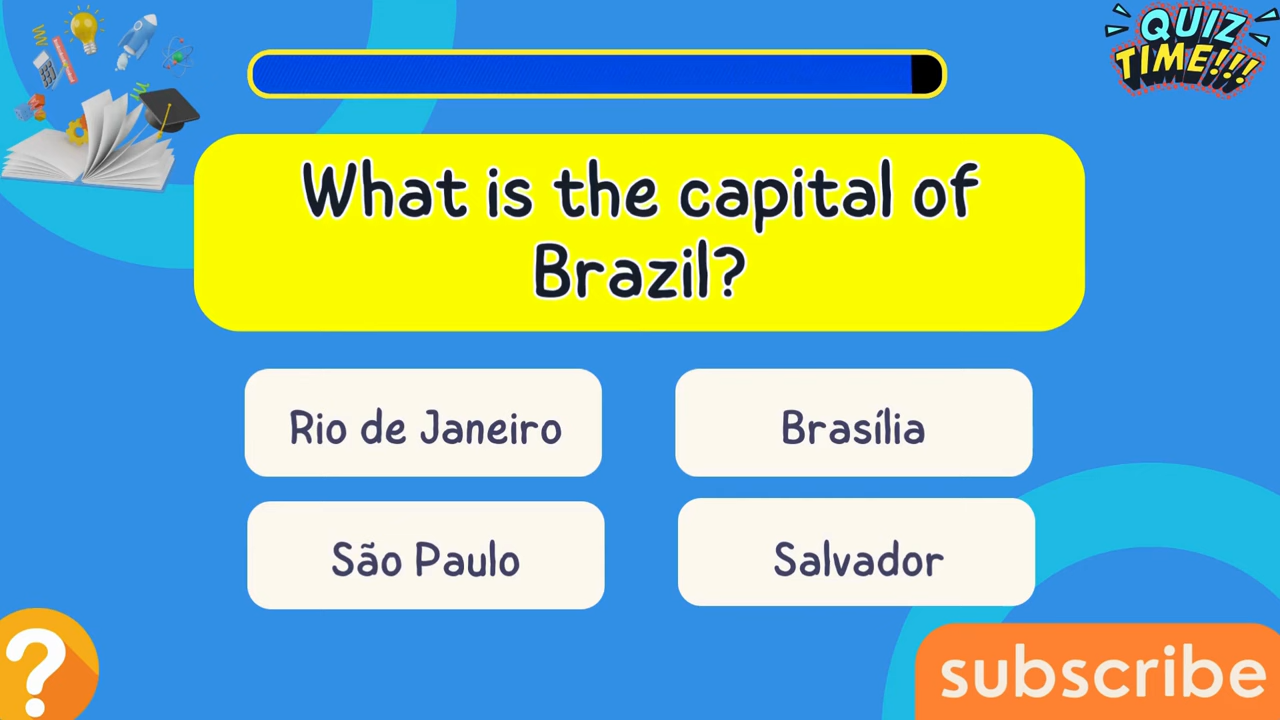 QUIZ
TIME!!!
What is the capital of
Brazil?
Rio de Janeiro
Brasília
São Paulo
Salvador
?
subscribe